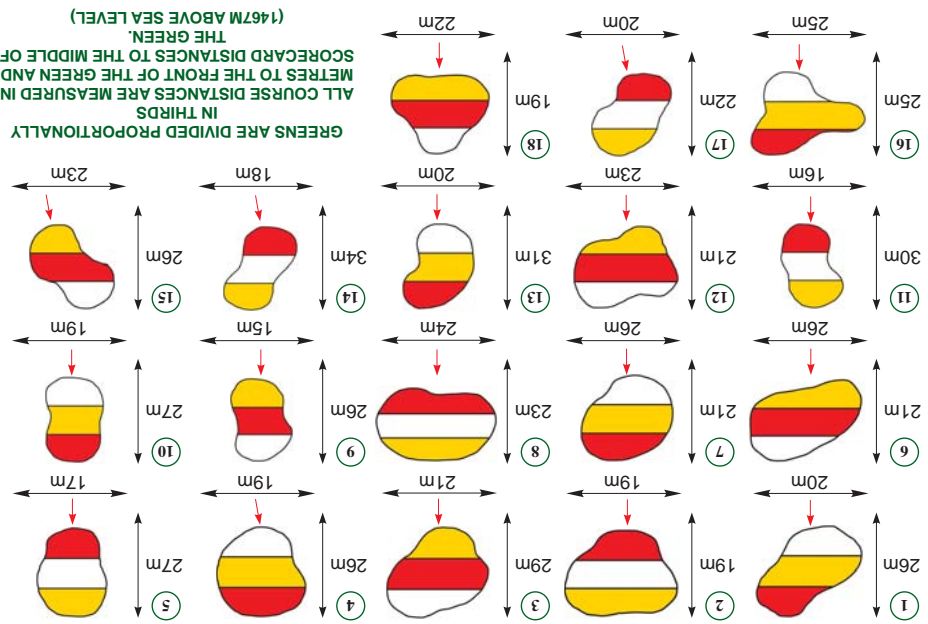 1 2 3 4 5
26m 19m 29m 26m 27m
20m 19m 21m 19m 17m
6 7 8 9 10
21m 21m 23m 26m 27m
26m 26m 24m 15m 19m
11 12 13 14 15
30m 21m 31m 34m 26m
16m 23m 20m 18m 23m
16 17 18
25m 22m 19m
25m 20m 22m
GREENS ARE DIVIDED PROPORTIONALLY
IN THIRDS
ALL COURSE DISTANCES ARE MEASURED IN
METRES TO THE FRONT OF THE GREEN AND
SCORECARD DISTANCES TO THE MIDDLE OF
THE GREEN.
(1467M ABOVE SEA LEVEL)